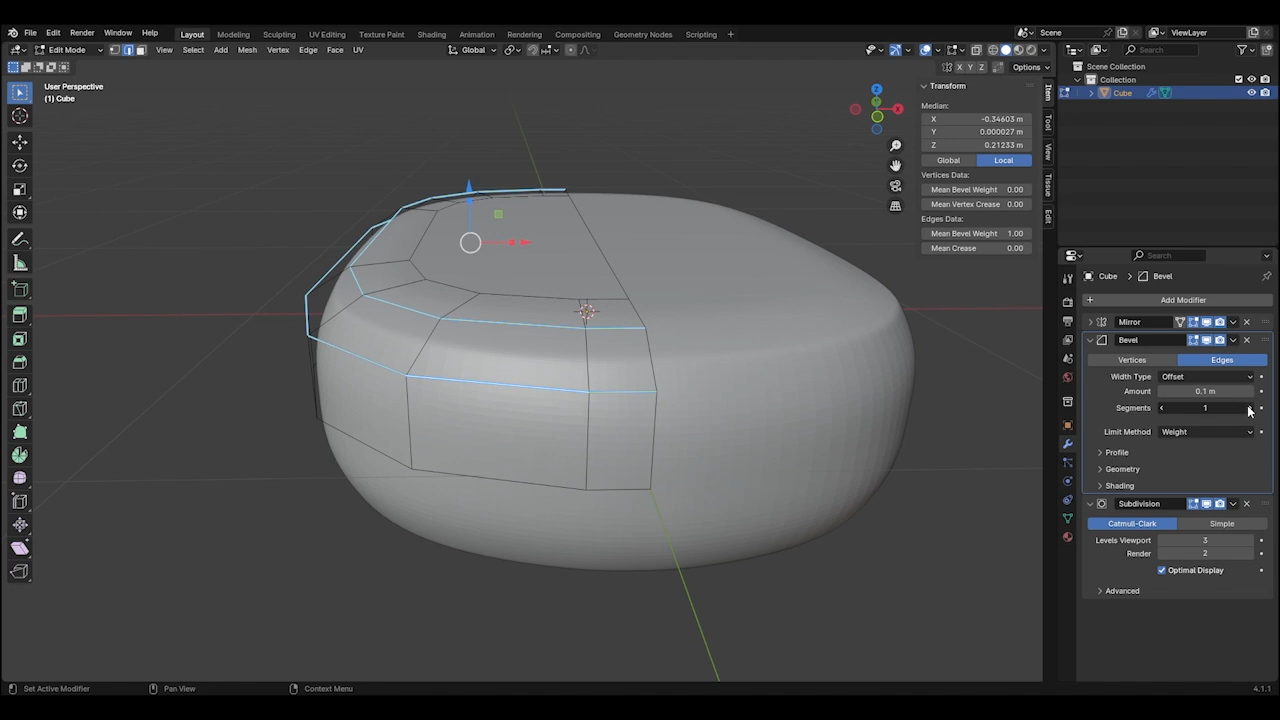 File Edit Render Window Help
Layout Modeling Sculpting UV Editing Texture Paint Shading Animation Rendering Compositing Geometry Nodes Scripting +
Scene
ViewLayer
Edit Mode
View Select Add Mesh Vertex Edge Face UV
Global
Search
X Y Z Options
User Perspective
(1) Cube
Scene Collection
Collection
Cube
Z
Y
X
Item
Tool
View
Tissue
Edit
Transform
Median:
X -0.34603 m
Y 0.000027 m
Z 0.21233 m
Global Local
Vertices Data:
Mean Bevel Weight 0.00
Mean Vertex Crease 0.00
Edges Data:
Mean Bevel Weight 1.00
Mean Crease 0.00
Search
Cube > Bevel
+ Add Modifier
Mirror
Bevel
Vertices Edges
Width Type Offset
Amount 0.1 m
Segments 1
Limit Method Weight
Profile
Geometry
Shading
Subdivision
Catmull-Clark Simple
Levels Viewport 3
Render 2
Optimal Display
Advanced
Set Active Modifier Pan View Context Menu
4.1.1